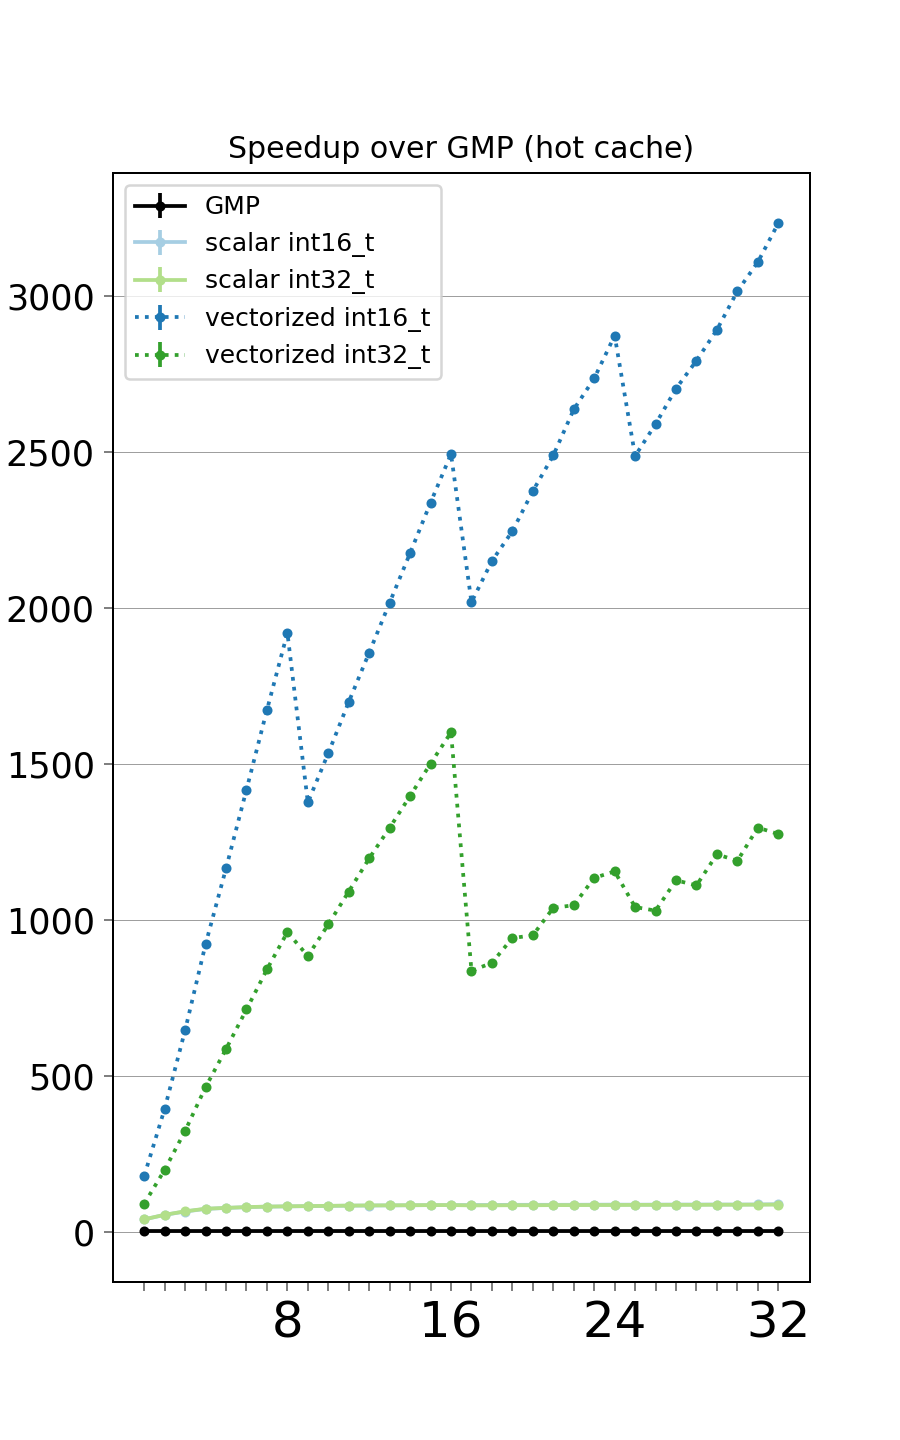 Speedup over GMP (hot cache)
GMP
scalar int16_t
scalar int32_t
vectorized int16_t
vectorized int32_t
3000
2500
2000
1500
1000
500
0
8 16 24 32